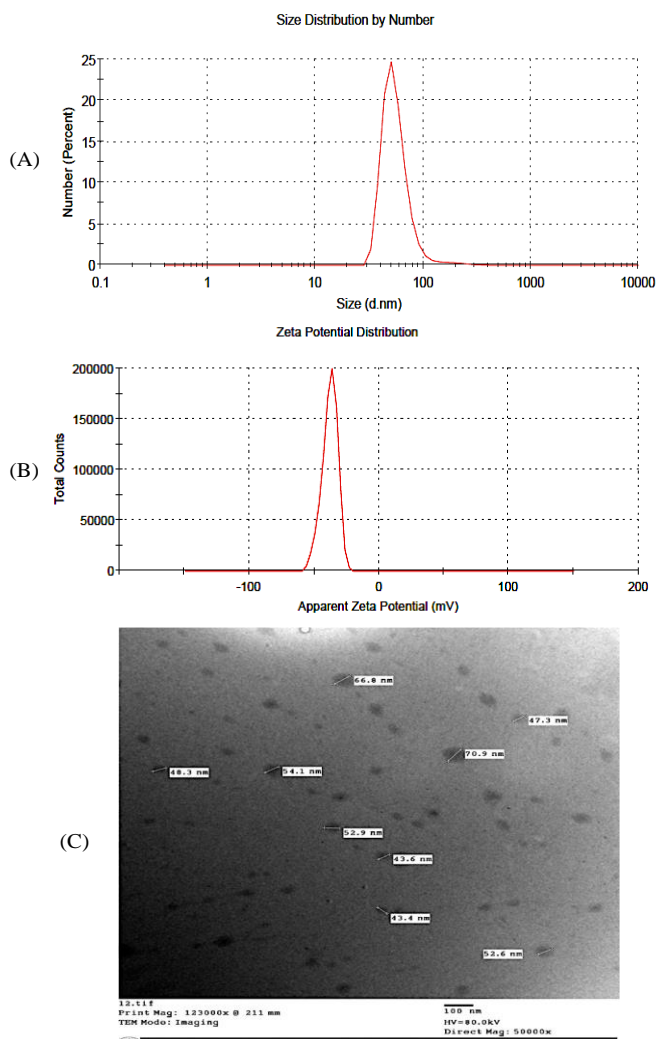 Size Distribution by Number
(A)
Number (Percent)
25
20
15
10
5
0
0.1 1 10 100 1000 10000
Size (d.nm)
Zeta Potential Distribution
(B)
Total Counts
200000
150000
100000
50000
0
-100 0 100 200
Apparent Zeta Potential (mV)
(C)
66.8 nm
47.3 nm
70.9 nm
48.3 nm
54.1 nm
52.9 nm
43.6 nm
43.4 nm
52.6 nm
12.tif
Print Mag: 123000x @ 211 mm
TEM Mode: Imaging
100 nm
HV=80.0kV
Direct Mag: 50000x